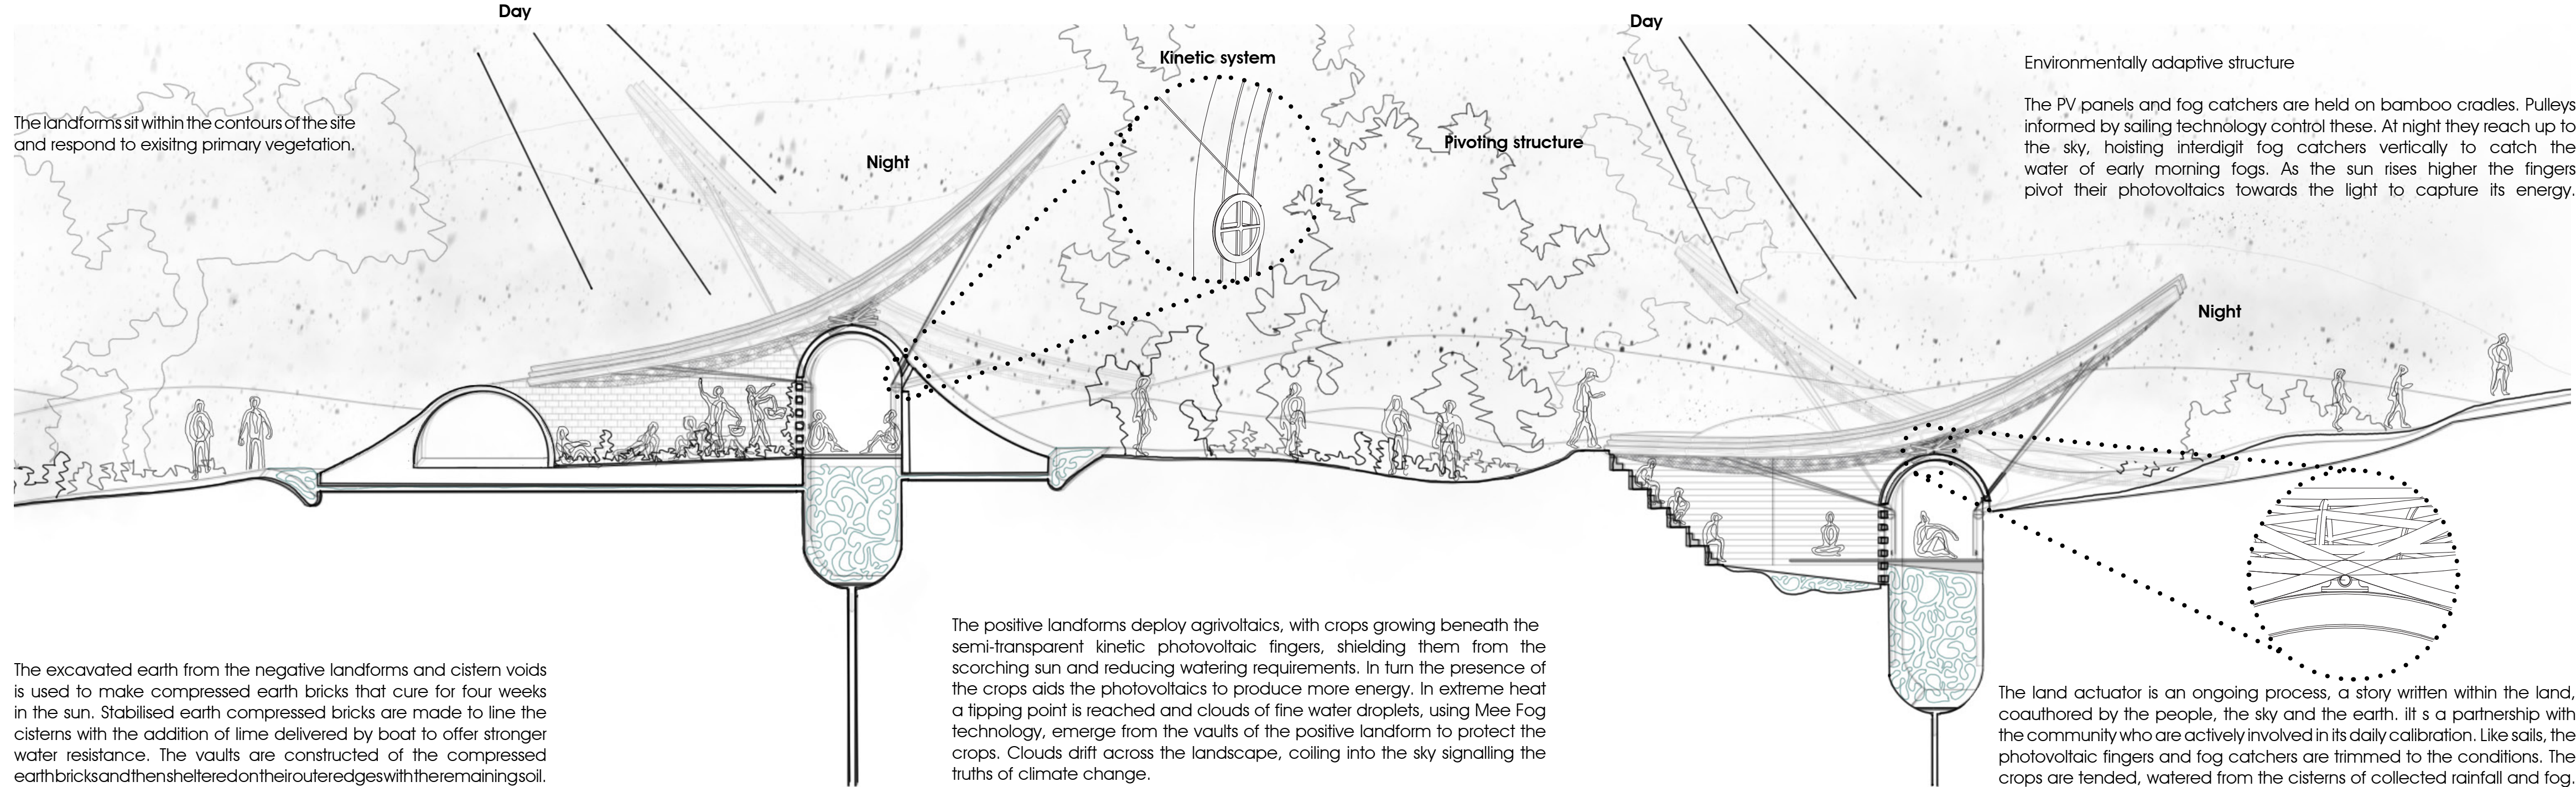 Day
Day
Kinetic system
Environmentally adaptive structure
The PV panels and fog catchers are held on bamboo cradles. Pulleys
informed by sailing technology control these. At night they reach up to
the sky, hoisting interdigit fog catchers vertically to catch the
water of early morning fogs. As the sun rises higher the fingers
pivot their photovoltaics towards the light to capture its energy.
The landforms sit within the contours of the site
and respond to exisitng primary vegetation.
Pivoting structure
Night
Night
The positive landforms deploy agrivoltaics, with crops growing beneath the
semi-transparent kinetic photovoltaic fingers, shielding them from the
scorching sun and reducing watering requirements. In turn the presence of
the crops aids the photovoltaics to produce more energy. In extreme heat
a tipping point is reached and clouds of fine water droplets, using Mee Fog
technology, emerge from the vaults of the positive landform to protect the
crops. Clouds drift across the landscape, coiling into the sky signalling the
truths of climate change.
The excavated earth from the negative landforms and cistern voids
is used to make compressed earth bricks that cure for four weeks
in the sun. Stabilised earth compressed bricks are made to line the
cisterns with the addition of lime delivered by boat to offer stronger
water resistance. The vaults are constructed of the compressed
earth bricks and then sheltered on their outer edges with the remaining soil.
The land actuator is an ongoing process, a story written within the land,
coauthored by the people, the sky and the earth. iIt s a partnership with
the community who are actively involved in its daily calibration. Like sails, the
photovoltaic fingers and fog catchers are trimmed to the conditions. The
crops are tended, watered from the cisterns of collected rainfall and fog.